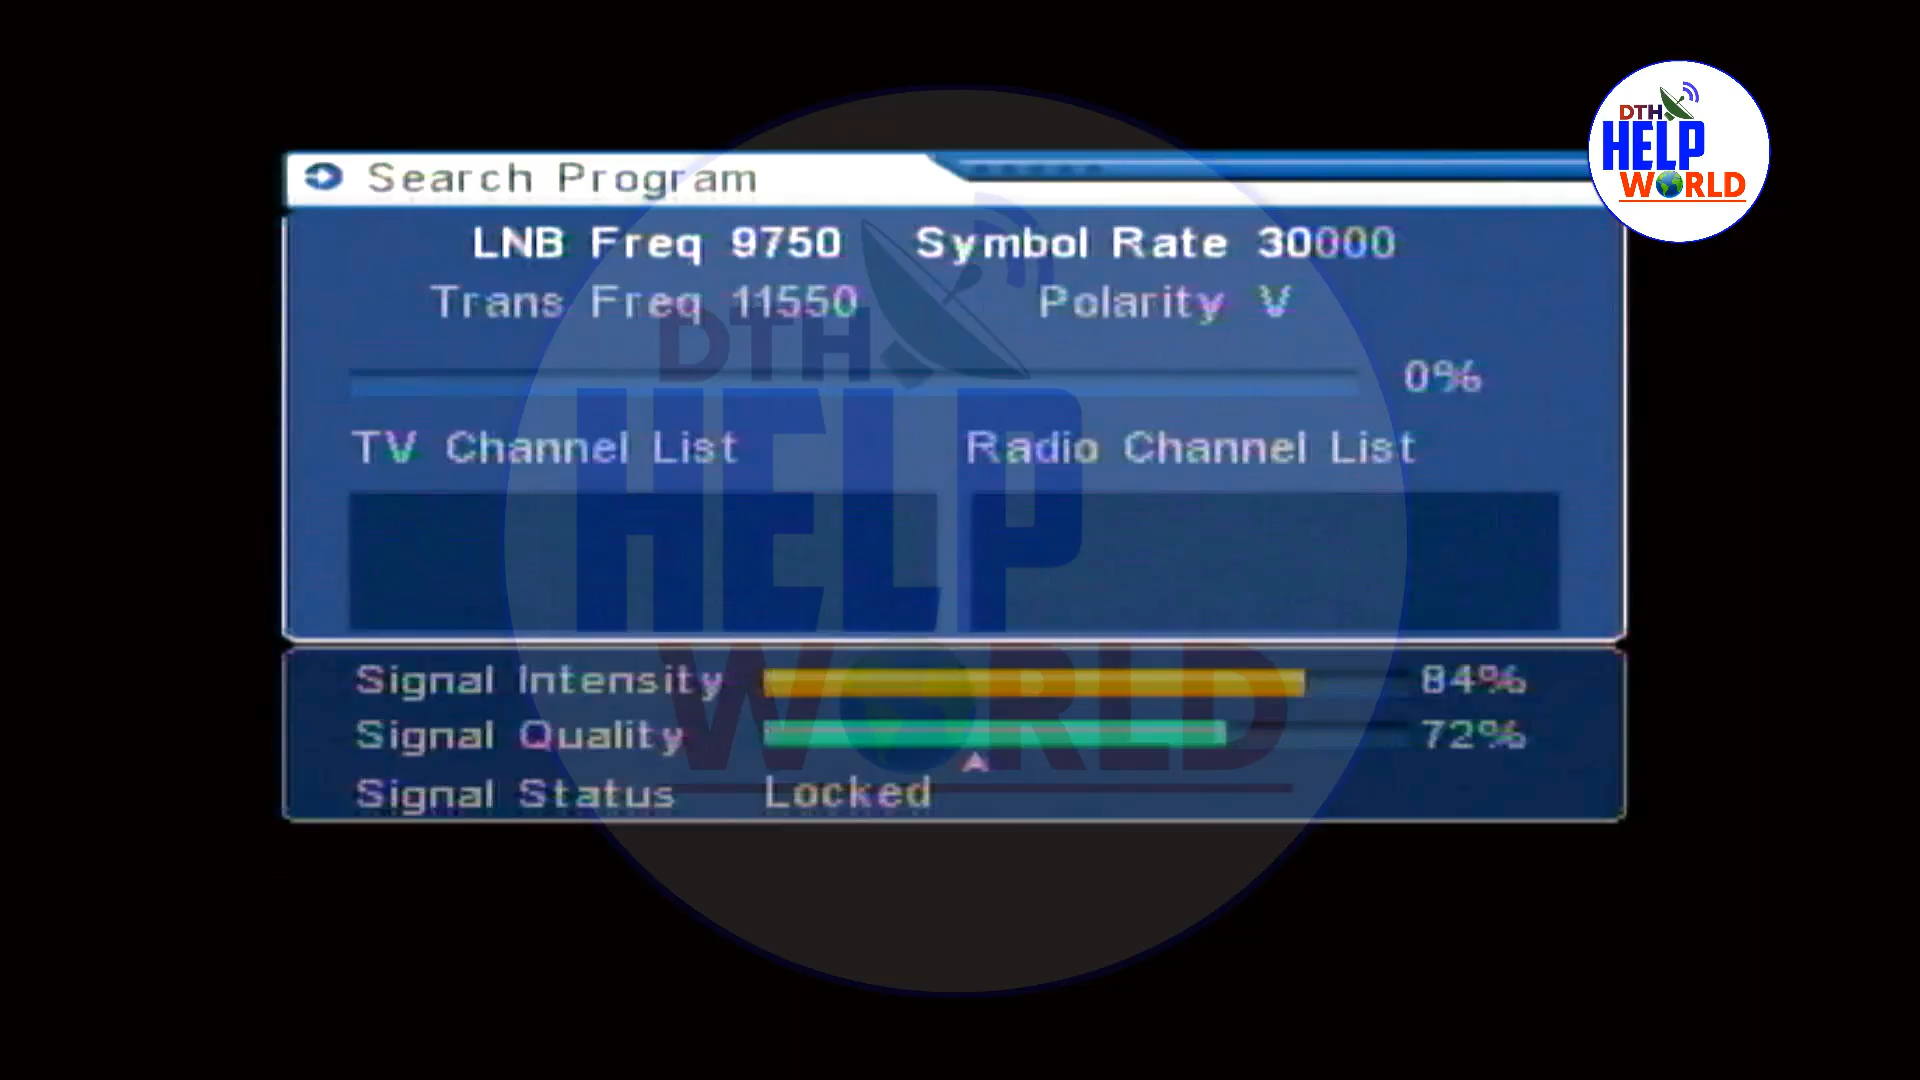 DTH
HELP
WORLD
Search Program
LNB Freq 9750 Symbol Rate 30000
Trans Freq 11550 Polarity V
0%
TV Channel List Radio Channel List
DTH
HELP
WORLD
Signal Intensity 84%
Signal Quality 72%
Signal Status Locked